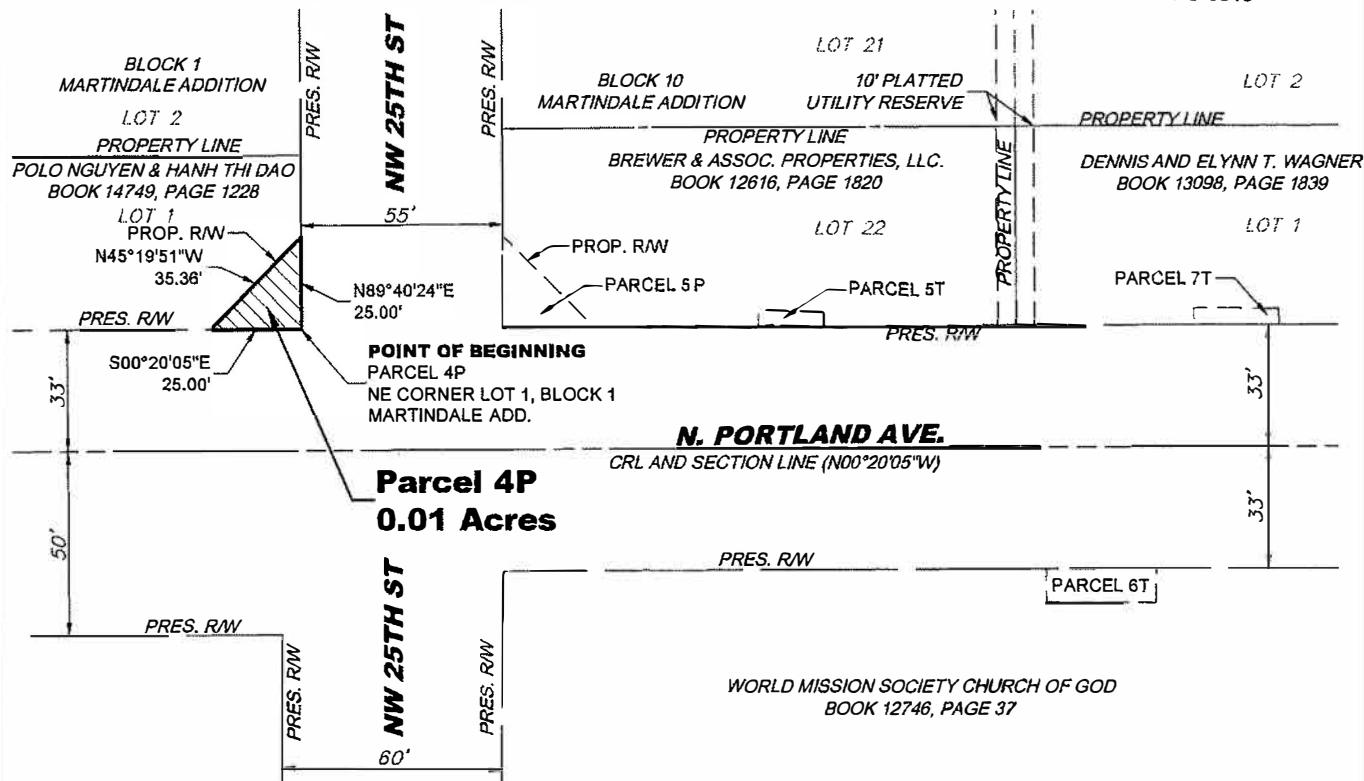 NW 25TH ST
PRES. R/W
PRES. R/W
BLOCK 1
MARTINDALE ADDITION
LOT 2
PROPERTY LINE
POLO NGUYEN & HANH THI DAO
BOOK 14749, PAGE 1228
LOT 1
PROP. R/W
N45°19'51"W
35.36'
PRES. R/W
S00°20'05"E
25.00'
55'
N89°40'24"E
25.00'
BLOCK 10
MARTINDALE ADDITION
LOT 21
10' PLATTED
UTILITY RESERVE
LOT 2
PROPERTY LINE
PROPERTY LINE
BREWER & ASSOC. PROPERTIES, LLC.
BOOK 12616, PAGE 1820
PROPERTY LINE
DENNIS AND ELYNN T. WAGNER
BOOK 13098, PAGE 1839
LOT 22
LOT 1
PROP. R/W
PARCEL 5P
PARCEL 5T
PARCEL 7T
PRES. R/W
POINT OF BEGINNING
PARCEL 4P
NE CORNER LOT 1, BLOCK 1
MARTINDALE ADD.
33'
33'
N. PORTLAND AVE.
CRL AND SECTION LINE (N00°20'05"W)
Parcel 4P
0.01 Acres
50'
33'
PRES. R/W
PARCEL 6T
PRES. R/W
PRES. R/W
NW 25TH ST
PRES. R/W
60'
WORLD MISSION SOCIETY CHURCH OF GOD
BOOK 12746, PAGE 37